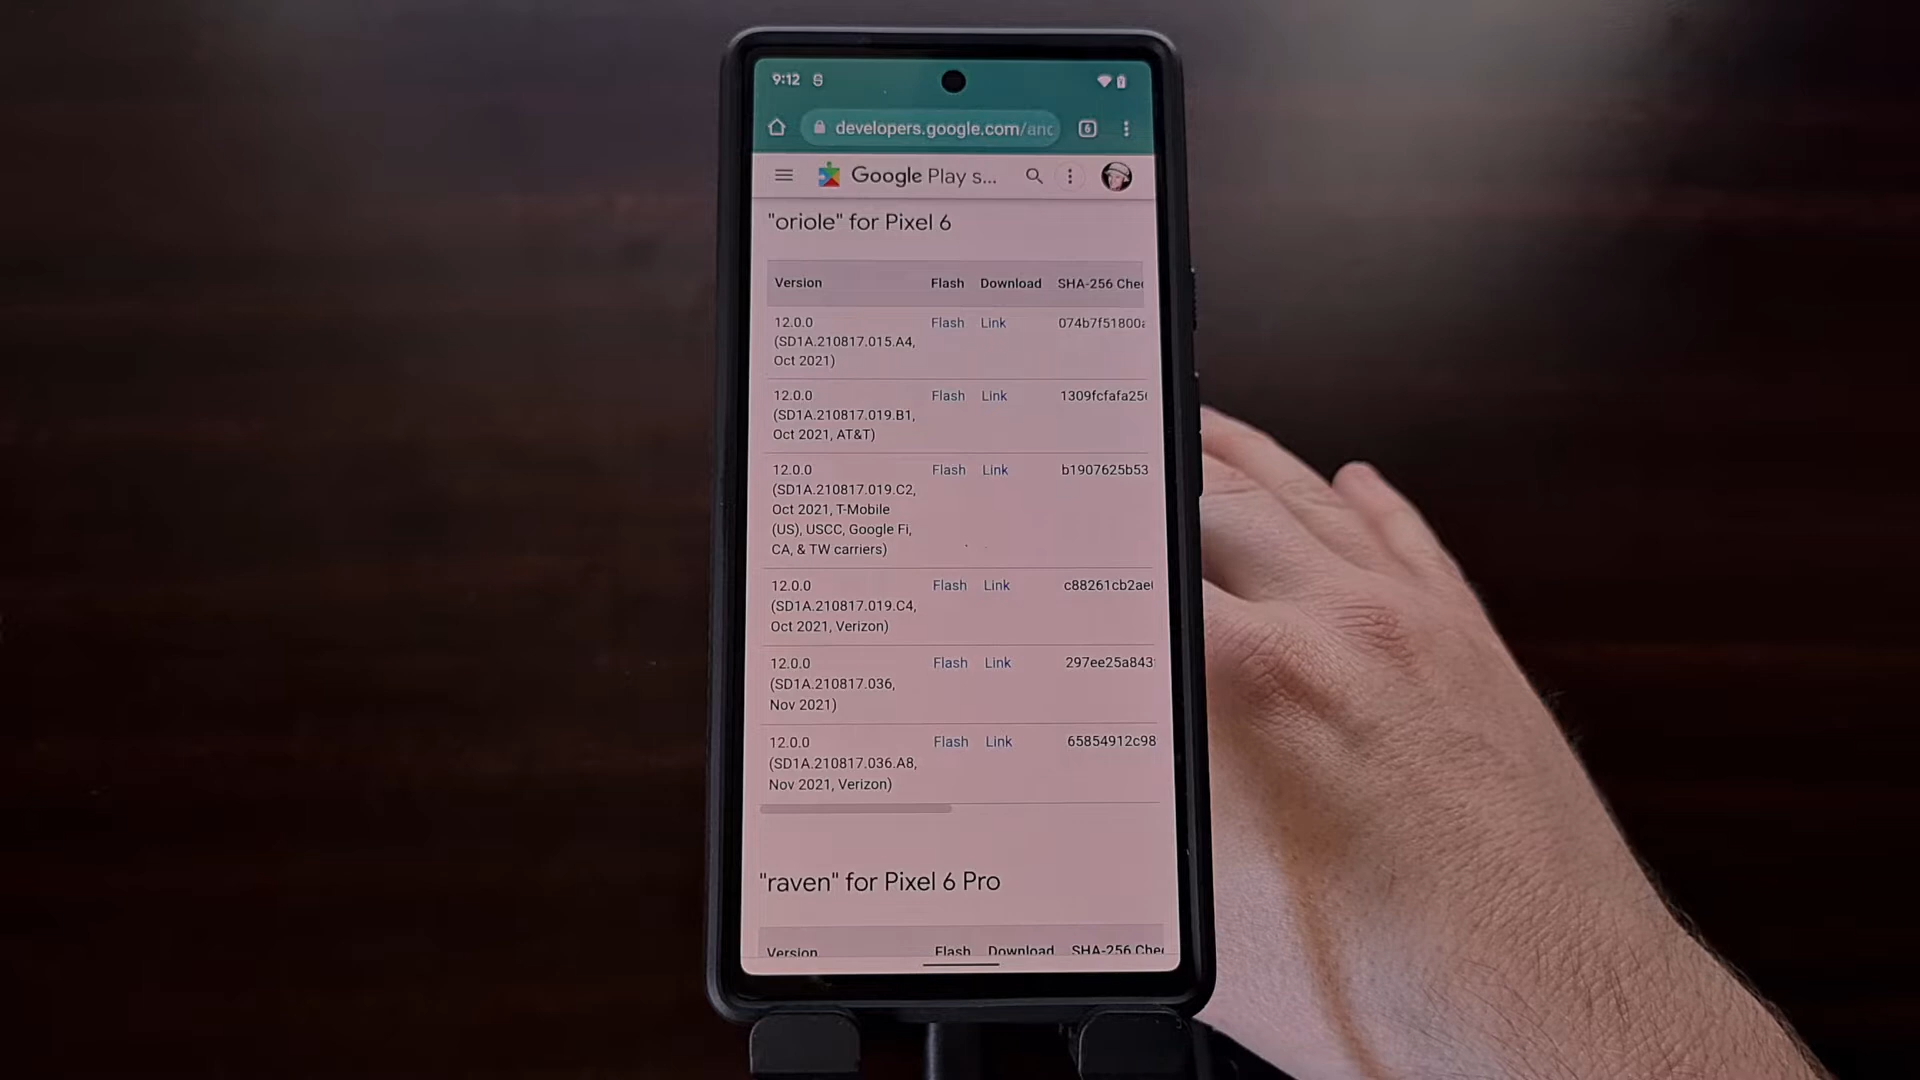 9:12
developers.google.com/and
6
Google Play s...
"oriole" for Pixel 6
Version Flash Download SHA-256 Chec
12.0.0 Flash Link 074b7f51800
(SD1A.210817.015.A4,
Oct 2021)
12.0.0 Flash Link 1309fcfafa25
(SD1A.210817.019.B1,
Oct 2021, AT&T)
12.0.0 Flash Link b1907625b53
(SD1A.210817.019.C2,
Oct 2021, T-Mobile
(US), USCC, Google Fi,
CA, & TW carriers)
12.0.0 Flash Link c88261cb2ae
(SD1A.210817.019.C4,
Oct 2021, Verizon)
12.0.0 Flash Link 297ee25a843
(SD1A.210817.036,
Nov 2021)
12.0.0 Flash Link 65854912c98
(SD1A.210817.036.A8,
Nov 2021, Verizon)
"raven" for Pixel 6 Pro
Version Flash Download SHA-256 Chec